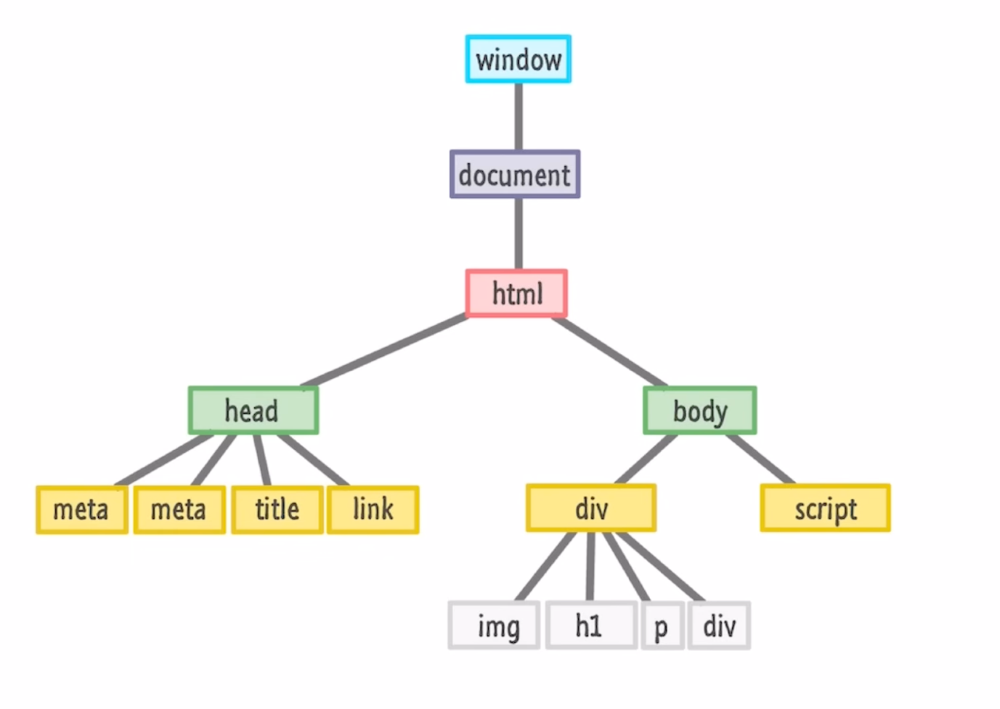 window
document
html
head body
meta meta title link div script
img h1 p div